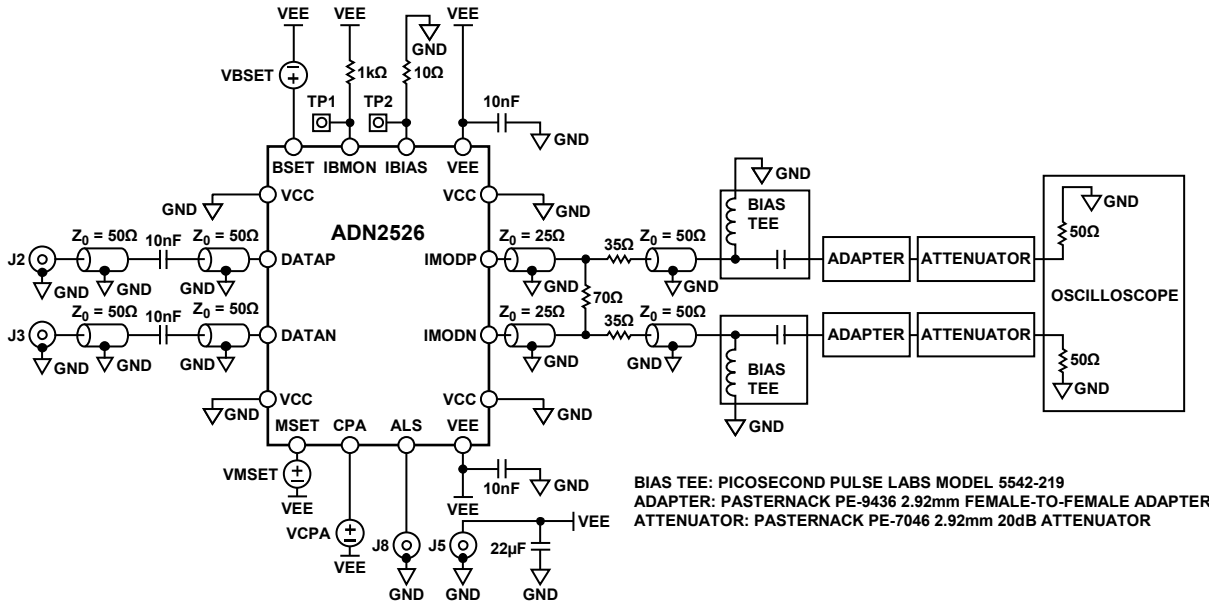 VEE VEE VEE
GND
VBSET 1kΩ 10Ω
TP1 TP2 10nF
GND
BSET IBMON IBIAS VEE
GND VCC VCC GND
ADN2526
GND
BIAS
TEE
50Ω
GND
J2 Z0 = 50Ω 10nF Z0 = 50Ω DATAP IMODP Z0 = 25Ω 35Ω Z0 = 50Ω ADAPTER ATTENUATOR
GND GND GND GND GND
70Ω
OSCILLOSCOPE
J3 Z0 = 50Ω 10nF Z0 = 50Ω DATAN IMODN Z0 = 25Ω 35Ω Z0 = 50Ω ADAPTER ATTENUATOR
GND GND GND GND GND
BIAS
TEE
50Ω
GND
GND
GND VCC VCC GND
MSET CPA ALS VEE
VMSET
VEE
10nF GND
VEE
VCPA
VEE
J8 J5 22µF VEE
GND GND GND
BIAS TEE: PICOSECOND PULSE LABS MODEL 5542-219
ADAPTER: PASTERNACK PE-9436 2.92mm FEMALE-TO-FEMALE ADAPTER
ATTENUATOR: PASTERNACK PE-7046 2.92mm 20dB ATTENUATOR